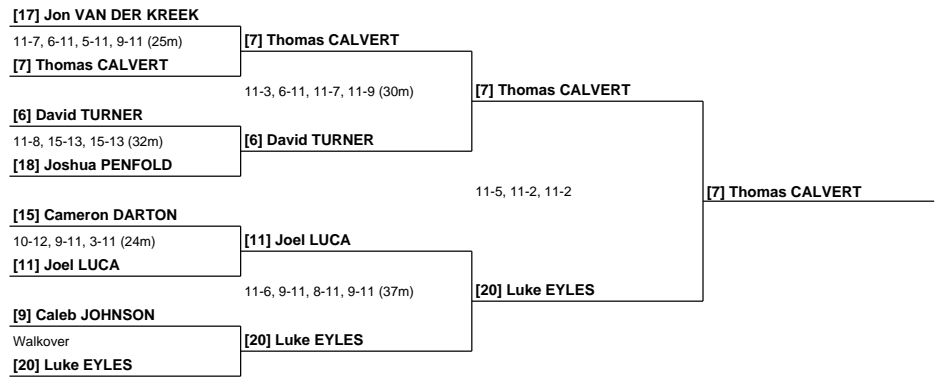 [17] Jon VAN DER KREEK
11-7, 6-11, 5-11, 9-11 (25m)
[7] Thomas CALVERT
[7] Thomas CALVERT
11-3, 6-11, 11-7, 11-9 (30m)
[7] Thomas CALVERT
[6] David TURNER
11-8, 15-13, 15-13 (32m)
[6] David TURNER
[18] Joshua PENFOLD
11-5, 11-2, 11-2
[7] Thomas CALVERT
[15] Cameron DARTON
10-12, 9-11, 3-11 (24m)
[11] Joel LUCA
[11] Joel LUCA
11-6, 9-11, 8-11, 9-11 (37m)
[20] Luke EYLES
[9] Caleb JOHNSON
Walkover
[20] Luke EYLES
[20] Luke EYLES